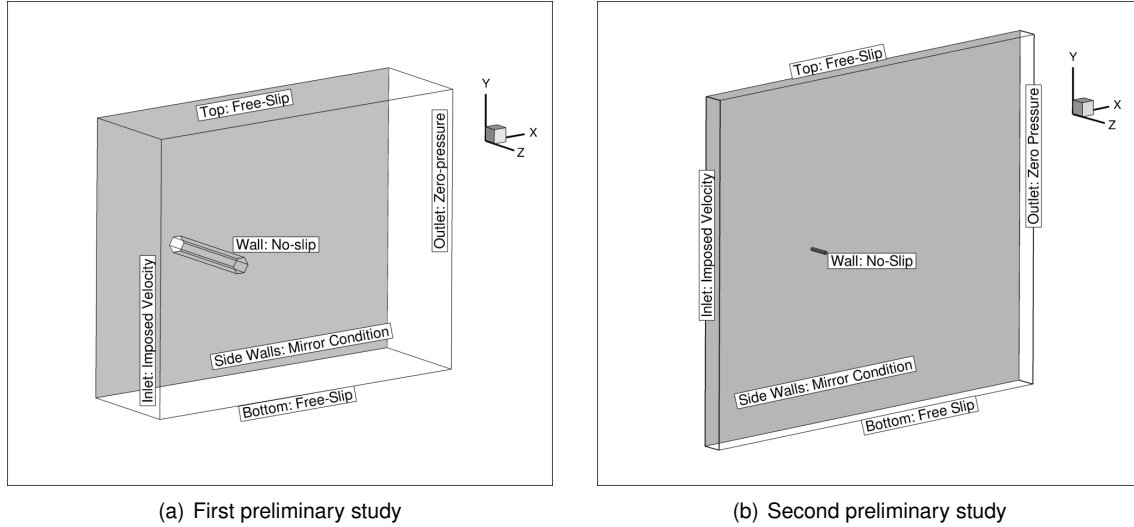 Top: Free-Slip
Y
X
Z
Outlet: Zero-pressure
Wall: No-slip
Inlet: Imposed Velocity
Side Walls: Mirror Condition
Bottom: Free-Slip
(a) First preliminary study
Top: Free-Slip
Y
X
Z
Outlet: Zero Pressure
Inlet: Imposed Velocity
Wall: No-Slip
Side Walls: Mirror Condition
Bottom: Free Slip
(b) Second preliminary study